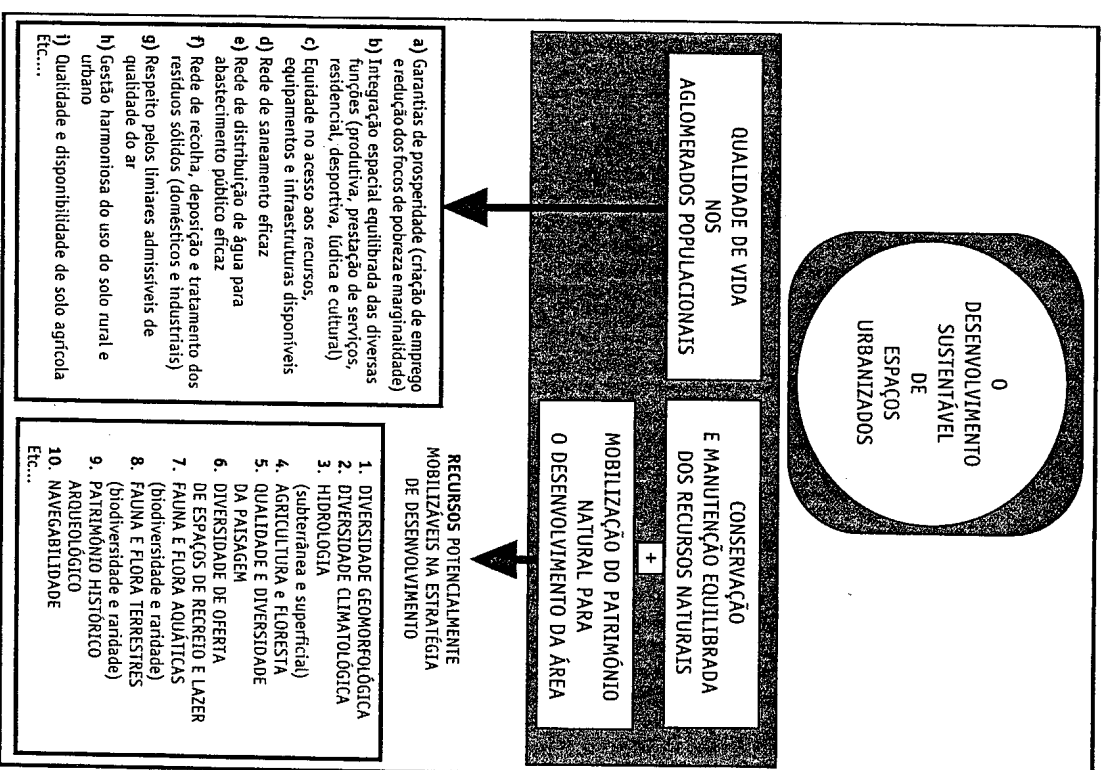 O
DESENVOLVIMENTO
SUSTENTÁVEL
DE
ESPAÇOS
URBANIZADOS
QUALIDADE DE VIDA
NOS
AGLOMERADOS POPULACIONAIS
CONSERVAÇÃO
E MANUTENÇÃO EQUILIBRADA
DOS RECURSOS NATURAIS
+
MOBILIZAÇÃO DO PATRIMÓNIO
NATURAL PARA
O DESENVOLVIMENTO DA ÁREA
a) Garantias de prosperidade (criação de emprego
e redução dos focos de pobreza e marginalidade)
b) Integração espacial equilibrada das diversas
funções (produtiva, prestação de serviços,
residencial, desportiva, lúdica e cultural)
c) Equidade no acesso aos recursos,
equipamentos e infraestruturas disponíveis
d) Rede de saneamento eficaz
e) Rede de distribuição de água para
abastecimento público eficaz
f) Rede de recolha, deposição e tratamento dos
resíduos sólidos (domésticos e industriais)
g) Respeito pelos limiares admissíveis de
qualidade do ar
h) Gestão harmoniosa do uso do solo rural e
urbano
i) Qualidade e disponibilidade de solo agrícola
Etc....
RECURSOS POTENCIALMENTE
MOBILIZÁVEIS NA ESTRATÉGIA
DE DESENVOLVIMENTO
1. DIVERSIDADE GEOMORFOLÓGICA
2. DIVERSIDADE CLIMATOLÓGICA
3. HIDROLOGIA
(subterrânea e superficial)
4. AGRICULTURA e FLORESTA
5. QUALIDADE E DIVERSIDADE
DA PAISAGEM
6. DIVERSIDADE DE OFERTA
DE ESPAÇOS DE RECREIO E LAZER
7. FAUNA E FLORA AQUÁTICAS
(biodiversidade e raridade)
8. FAUNA E FLORA TERRESTRES
(biodiversidade e raridade)
9. PATRIMÓNIO HISTÓRICO
ARQUEOLÓGICO
10. NAVEGABILIDADE
Etc....